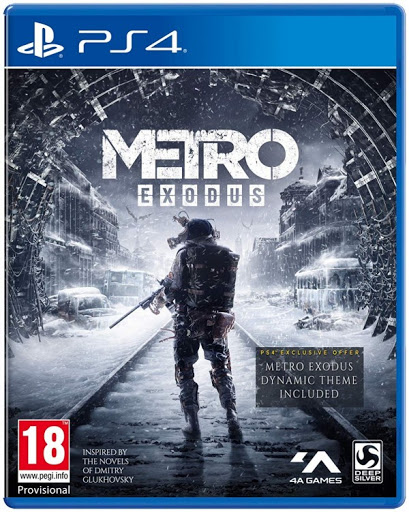 PS4
METRO
EXODUS
PS4 EXCLUSIVE OFFER
METRO EXODUS
DYNAMIC THEME
INCLUDED
18
www.pegi.info
Provisional
INSPIRED BY
THE NOVELS
OF DMITRY
GLUKHOVSKY
4A GAMES
DEEP
SILVER